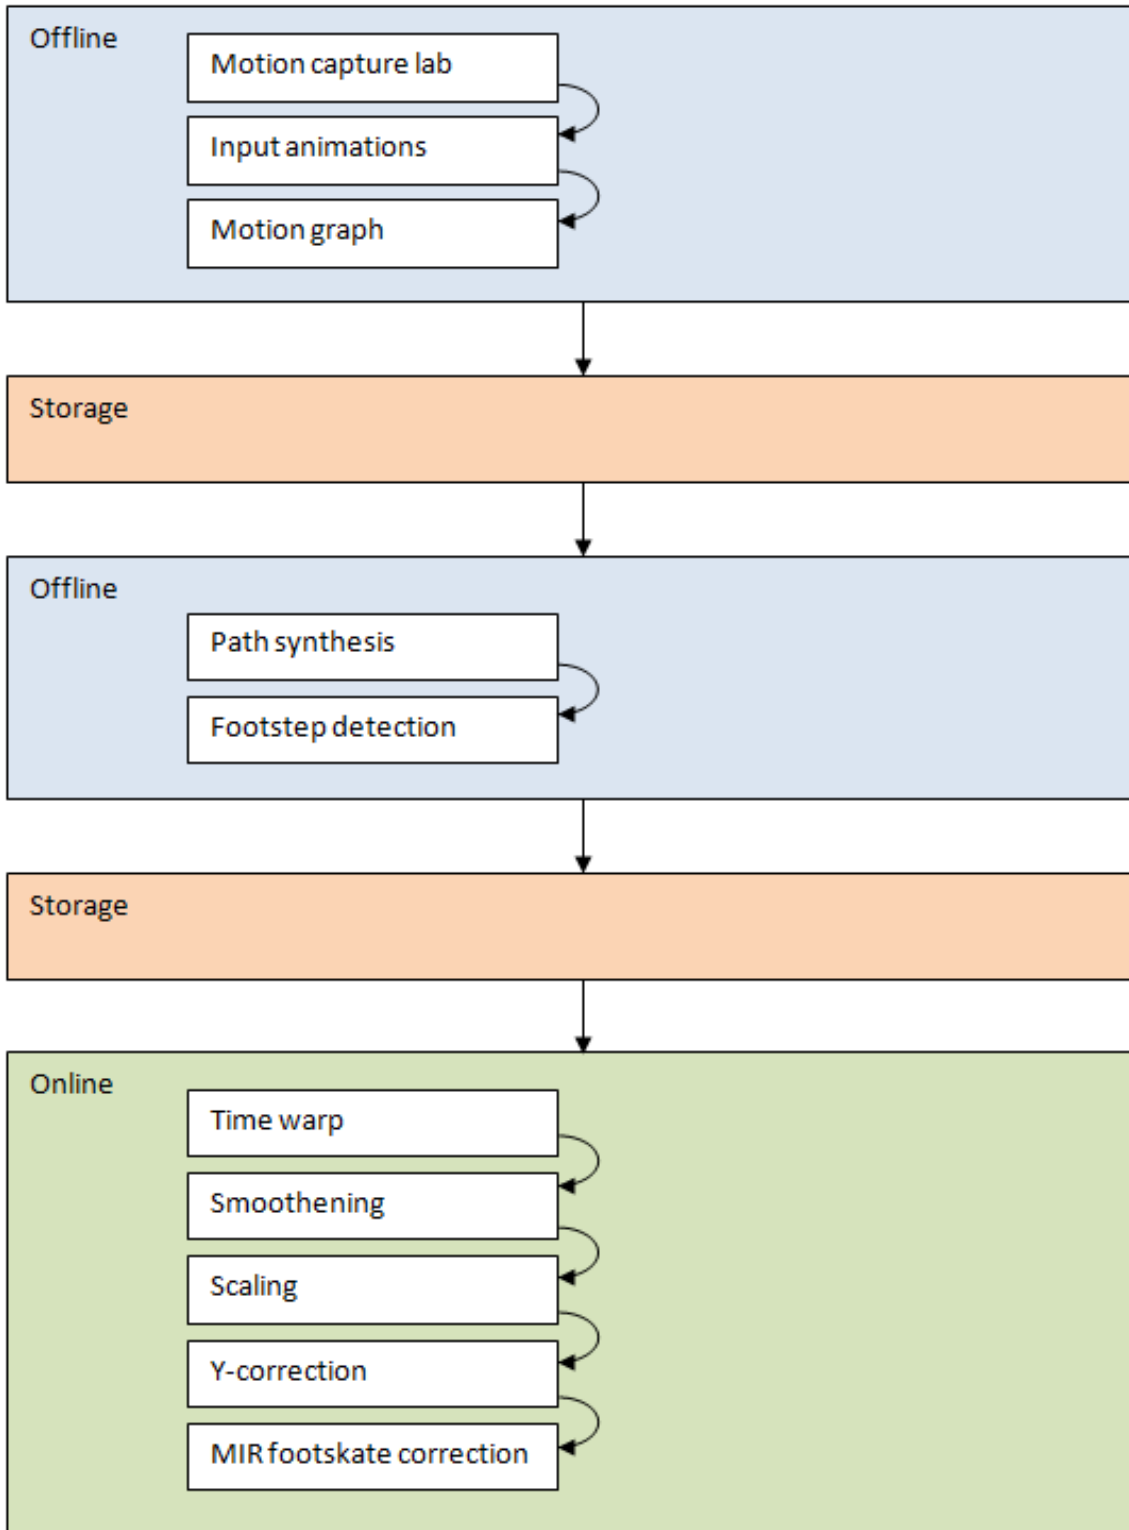 Offline
Motion capture lab
Input animations
Motion graph
Storage
Offline
Path synthesis
Footstep detection
Storage
Online
Time warp
Smoothening
Scaling
Y-correction
MIR footskate correction